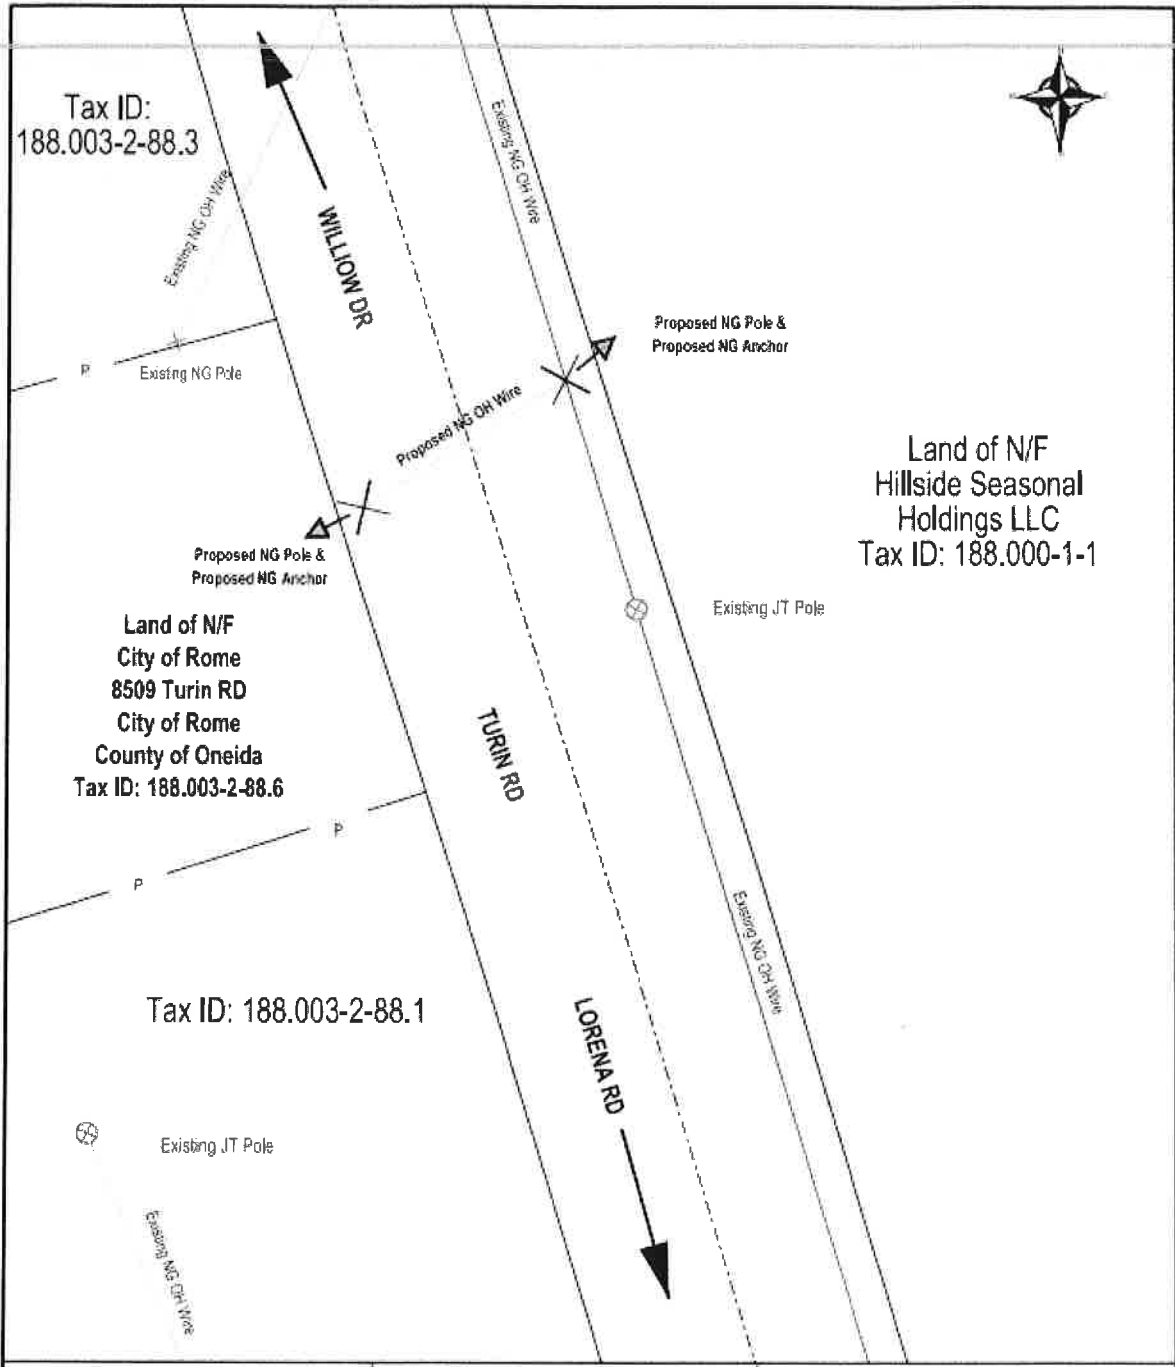 Tax ID:
188.003-2-88.3
Existing NG OH Wire
WILLIOW DR
Existing NG OH Wire
Proposed NG Pole &
Proposed NG Anchor
P
Existing NG Pole
Proposed NG OH Wire
Land of N/F
Hillside Seasonal
Holdings LLC
Tax ID: 188.000-1-1
Proposed NG Pole &
Proposed NG Anchor
Existing JT Pole
Land of N/F
City of Rome
8509 Turin RD
City of Rome
County of Oneida
Tax ID: 188.003-2-88.6
TURIN RD
P
P
Existing NG OH Wire
Tax ID: 188.003-2-88.1
LORENA RD
Existing JT Pole
Existing NG OH Wire